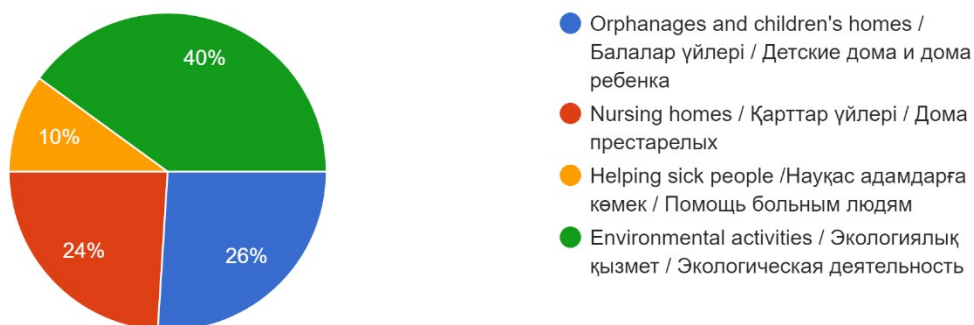 40%
10%
24%
26%
Orphanages and children's homes /
Балалар үйлері / Детские дома и дома
ребенка
Nursing homes / Қарттар үйлері / Дома
престарелых
Helping sick people /Науқас адамдарға
көмек / Помощь больным людям
Environmental activities / Экологиялық
қызмет / Экологическая деятельность